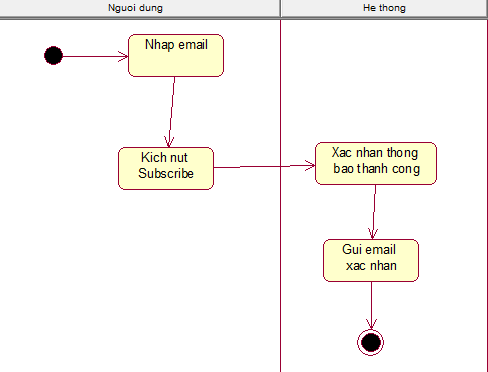 Nguoi dung
He thong
Nhap email
Kich nut
Subscribe
Xac nhan thong
bao thanh cong
Gui email
xac nhan